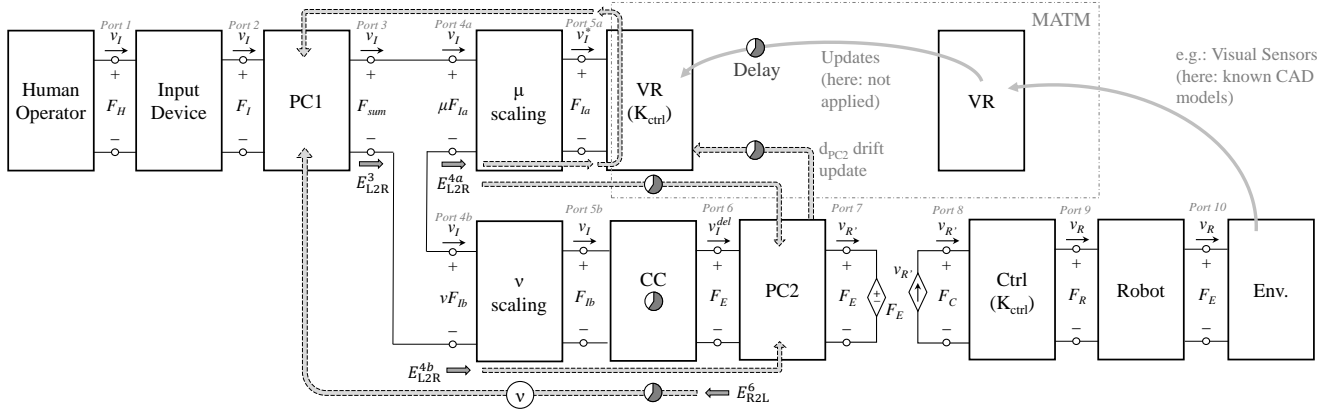 Port 1
Port 2
Port 3
Port 4a
Port 5a
MATM
v_I
v_I
v_I
v_I
v_I^*
Human
Operator
Input
Device
PC1
μ
scaling
VR
(K_ctrl)
Delay
Updates
(here: not
applied)
VR
e.g.: Visual Sensors
(here: known CAD
models)
+
+
+
+
+
F_H
F_I
F_sum
μF_Ia
F_Ia
−
−
−
−
−
E_L2R^3
E_L2R^4a
d_PC2 drift
update
Port 4b
Port 5b
Port 6
Port 7
Port 8
Port 9
Port 10
v_I
v_I
v_I^del
v_R'
v_R'
v_R
v_R
ν
scaling
CC
PC2
v_R'
Ctrl
(K_ctrl)
Robot
Env.
+
+
+
+
+
+
+
νF_Ib
F_Ib
F_E
F_E
+
−
F_E
F_C
F_R
F_E
−
−
−
−
−
−
−
E_L2R^4b
ν
E_R2L^6